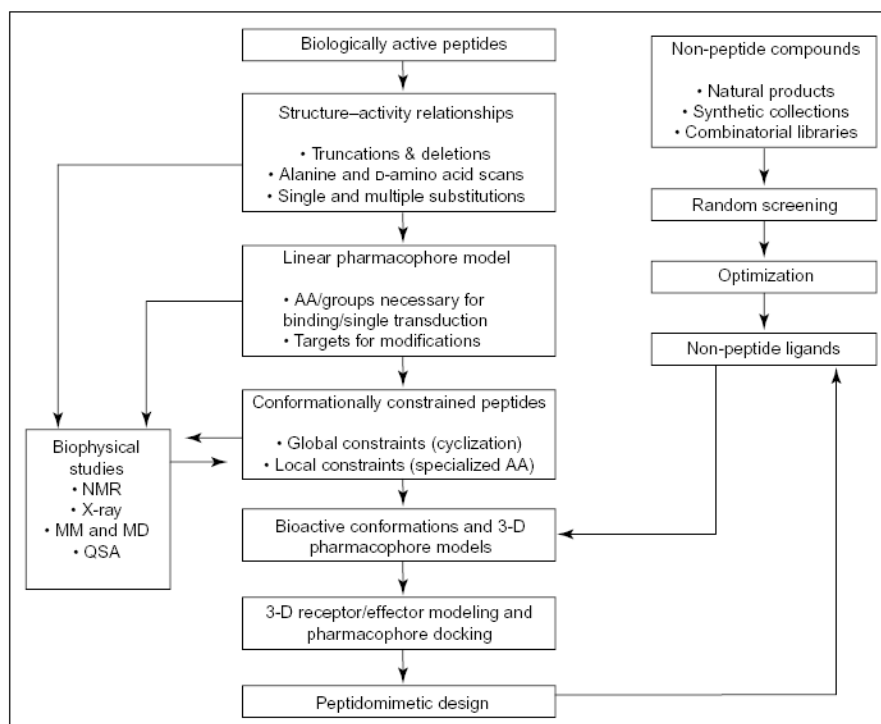 Biologically active peptides
Structure–activity relationships
• Truncations & deletions
• Alanine and D-amino acid scans
• Single and multiple substitutions
Linear pharmacophore model
• AA/groups necessary for
binding/single transduction
• Targets for modifications
Conformationally constrained peptides
• Global constraints (cyclization)
• Local constraints (specialized AA)
Biophysical
studies
• NMR
• X-ray
• MM and MD
• QSA
Bioactive conformations and 3-D
pharmacophore models
3-D receptor/effector modeling and
pharmacophore docking
Peptidomimetic design
Non-peptide compounds
• Natural products
• Synthetic collections
• Combinatorial libraries
Random screening
Optimization
Non-peptide ligands